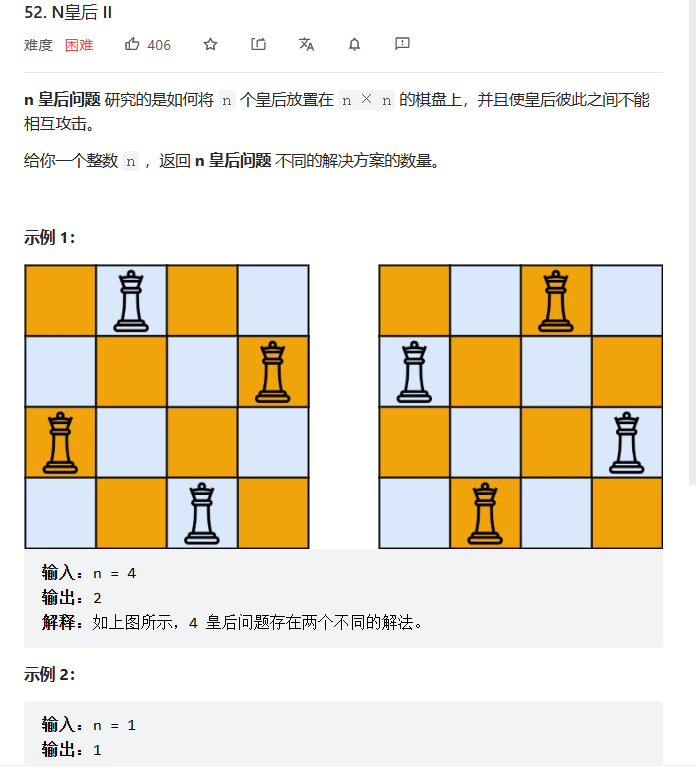 52. N皇后 II
难度 困难 406
n 皇后问题 研究的是如何将 n 个皇后放置在 n × n 的棋盘上，并且使皇后彼此之间不能
相互攻击。
给你一个整数 n ，返回 n 皇后问题 不同的解决方案的数量。
示例 1：
输入：n = 4
输出：2
解释：如上图所示，4 皇后问题存在两个不同的解法。
示例 2：
输入：n = 1
输出：1